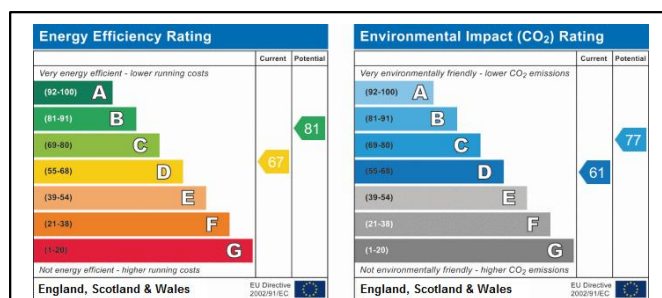 Energy Efficiency Rating
Current Potential
Very energy efficient - lower running costs
(92-100) A
(81-91) B
81
(69-80) C
(55-68) D
67
(39-54) E
(21-38) F
(1-20) G
Not energy efficient - higher running costs
England, Scotland & Wales
EU Directive
2002/91/EC
Environmental Impact (CO₂) Rating
Current Potential
Very environmentally friendly - lower CO₂ emissions
(92-100) A
(81-91) B
(69-80) C
77
(55-68) D
61
(39-54) E
(21-38) F
(1-20) G
Not environmentally friendly - higher CO₂ emissions
England, Scotland & Wales
EU Directive
2002/91/EC